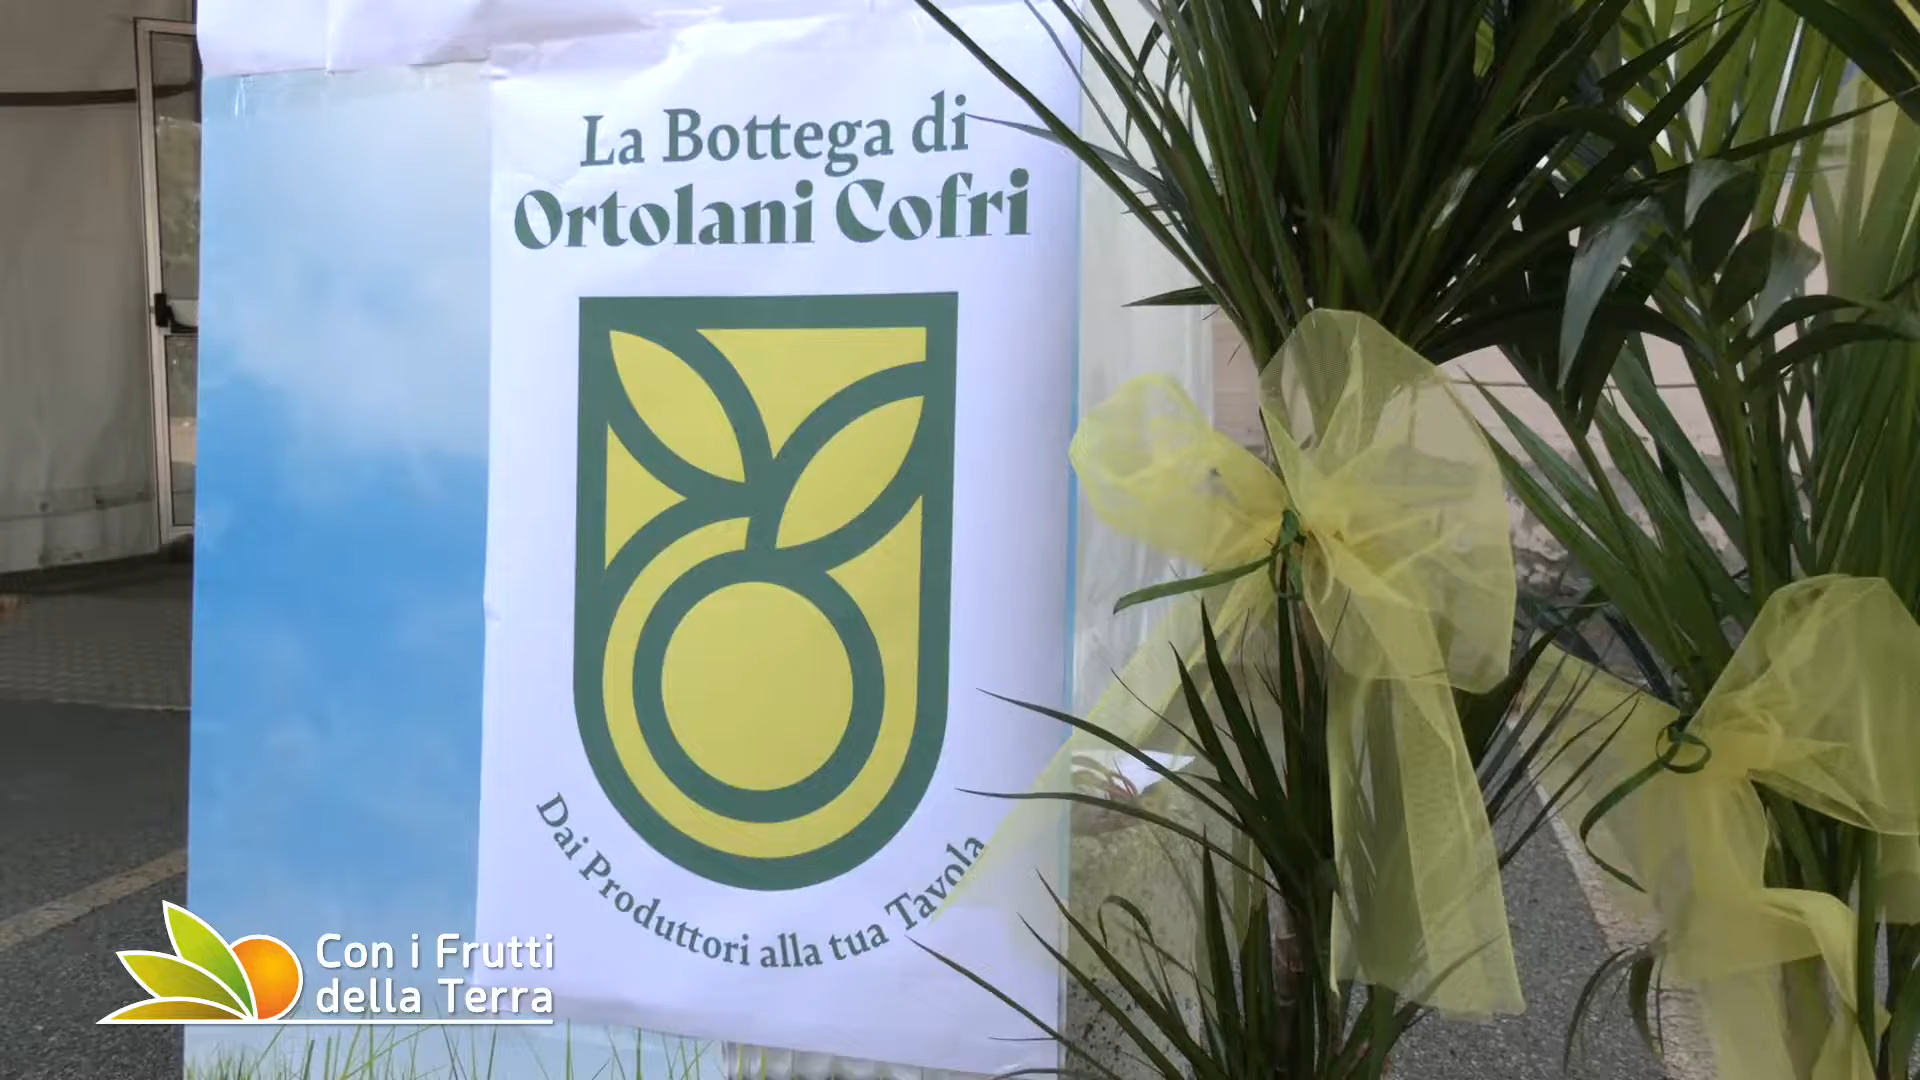 La Bottega di
Ortolani Cofri
Dai Produttori alla tua Tavola
Con i Frutti
della Terra